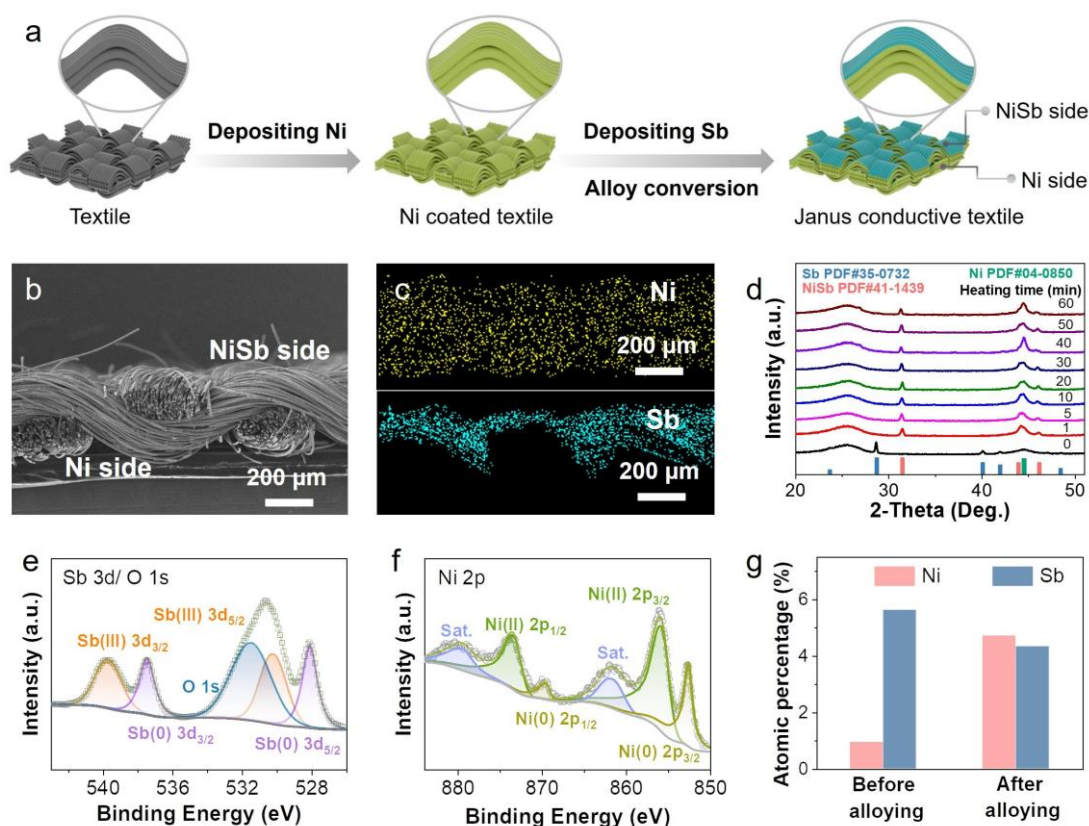 a
Depositing Ni
Depositing Sb
Alloy conversion
NiSb side
Ni side
Textile
Ni coated textile
Janus conductive textile
b
NiSb side
Ni side
200 µm
c
Ni
200 µm
Sb
200 µm
d
Sb PDF#35-0732
Ni PDF#04-0850
NiSb PDF#41-1439
Heating time (min)
60
50
40
30
20
10
5
1
0
Intensity (a.u.)
20 30 40 50
2-Theta (Deg.)
e
Sb 3d/ O 1s
Sb(III) 3d5/2
Sb(III) 3d3/2
O 1s
Sb(0) 3d3/2
Sb(0) 3d5/2
Intensity (a.u.)
540 536 532 528
Binding Energy (eV)
f
Ni 2p
Ni(II) 2p3/2
Ni(II) 2p1/2
Sat.
Sat.
Ni(0) 2p1/2
Ni(0) 2p3/2
Intensity (a.u.)
880 870 860 850
Binding Energy (eV)
g
Ni Sb
Atomic percentage (%)
8
6
4
2
0
Before
alloying
After
alloying